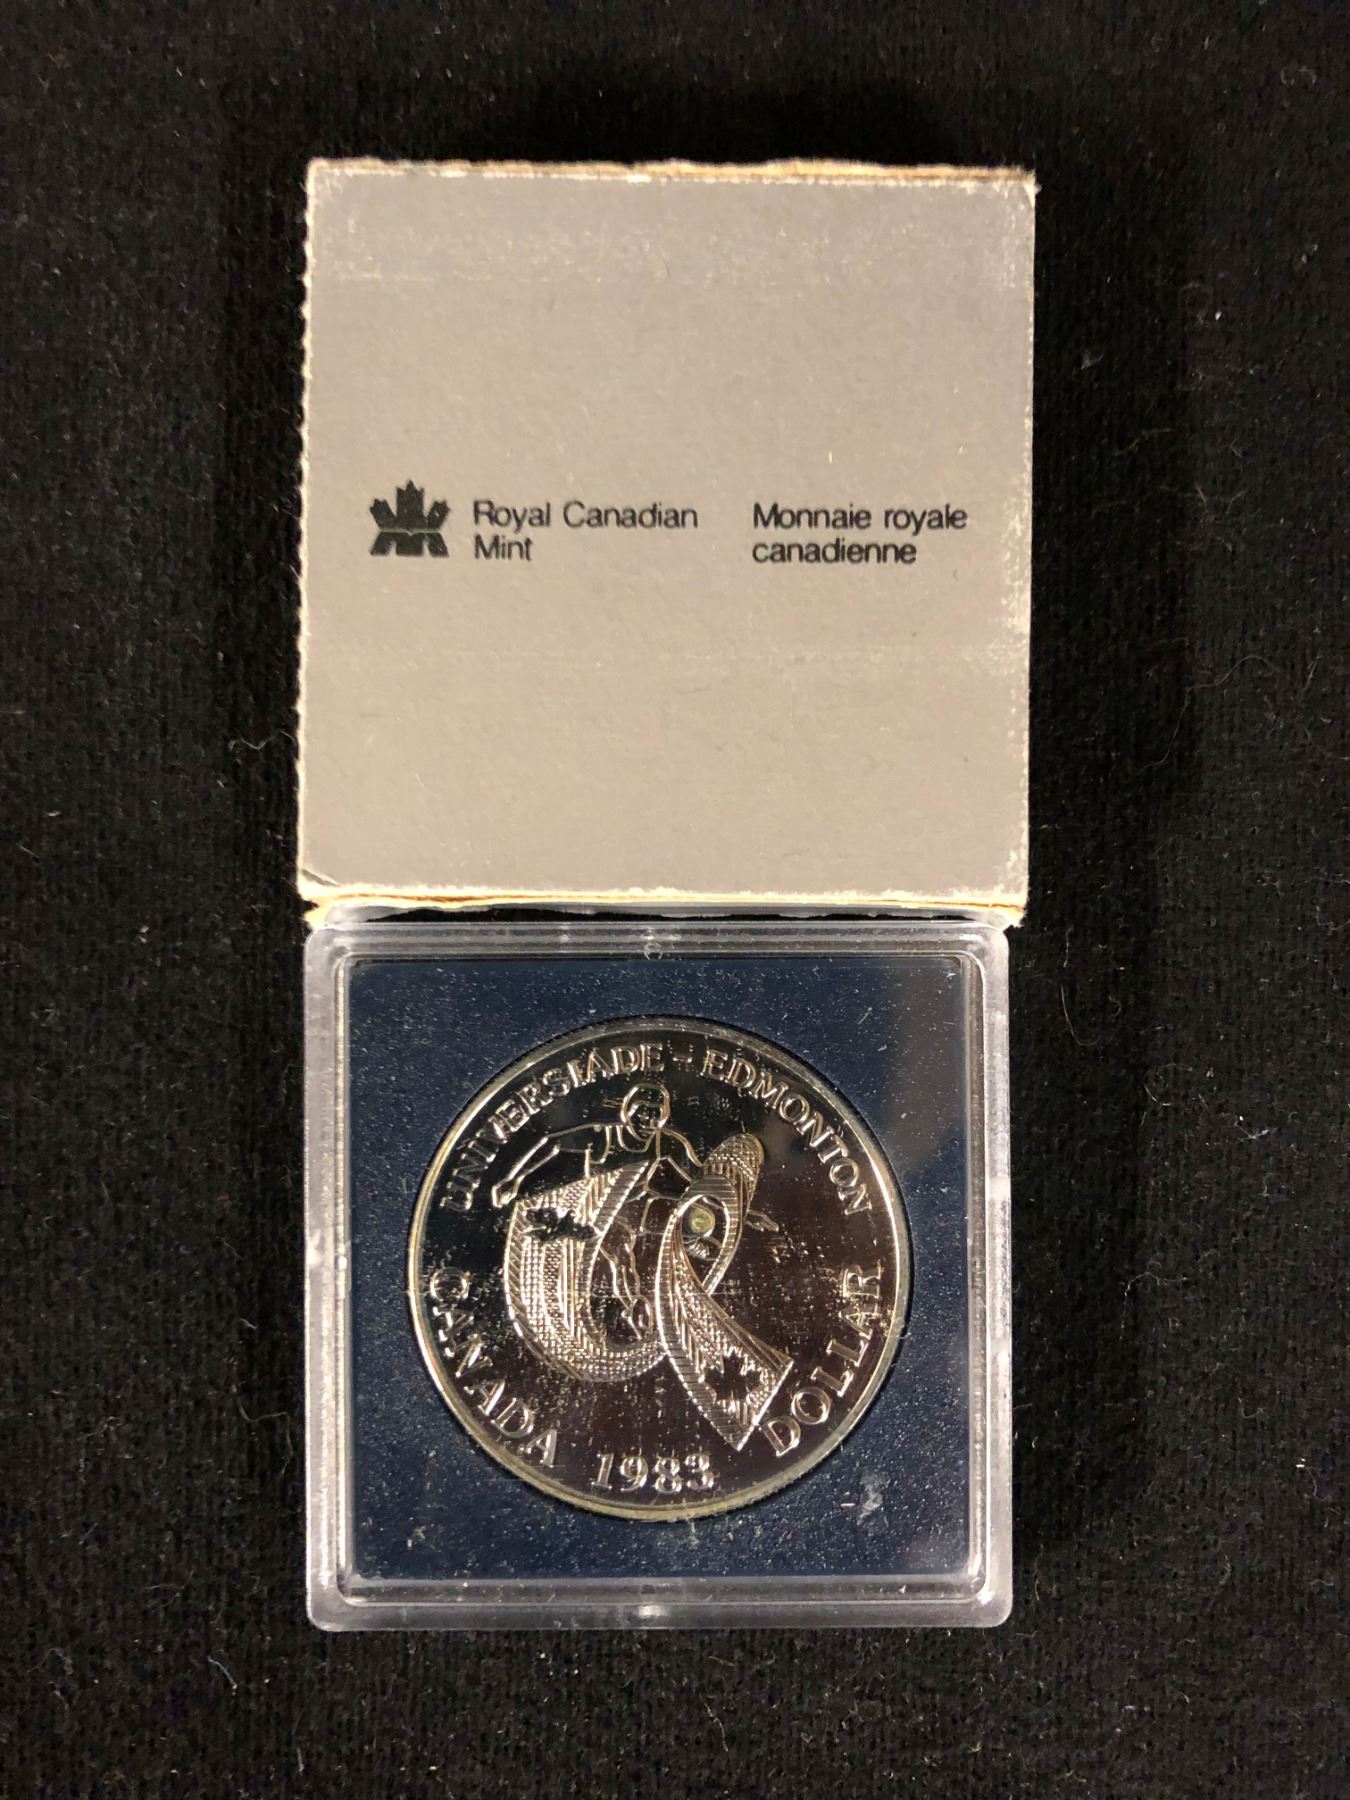 Royal Canadian
Mint
Monnaie royale
canadienne
UNIVERSIADE - EDMONTON
CANADA 1983 DOLLAR